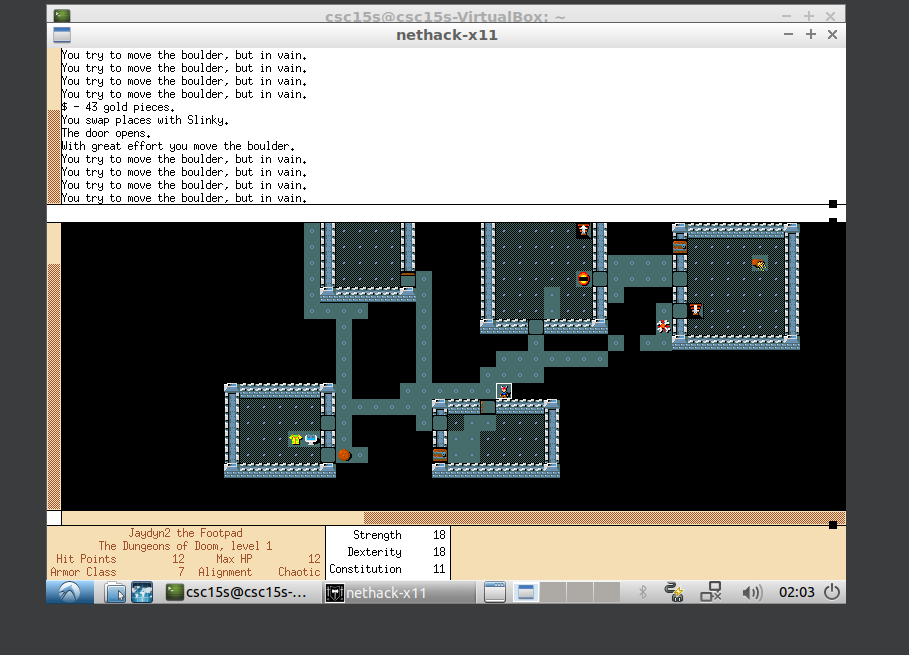 csc15s@csc15s-VirtualBox: ~
nethack-x11
You try to move the boulder, but in vain.
You try to move the boulder, but in vain.
You try to move the boulder, but in vain.
You try to move the boulder, but in vain.
$ - 43 gold pieces.
You swap places with Slinky.
The door opens.
With great effort you move the boulder.
You try to move the boulder, but in vain.
You try to move the boulder, but in vain.
You try to move the boulder, but in vain.
You try to move the boulder, but in vain.
Jaydyn2 the Footpad
The Dungeons of Doom, level 1
Hit Points 12 Max HP 12
Armor Class 7 Alignment Chaotic
Strength 18
Dexterity 18
Constitution 11
csc15s@csc15s-... nethack-x11 02:03